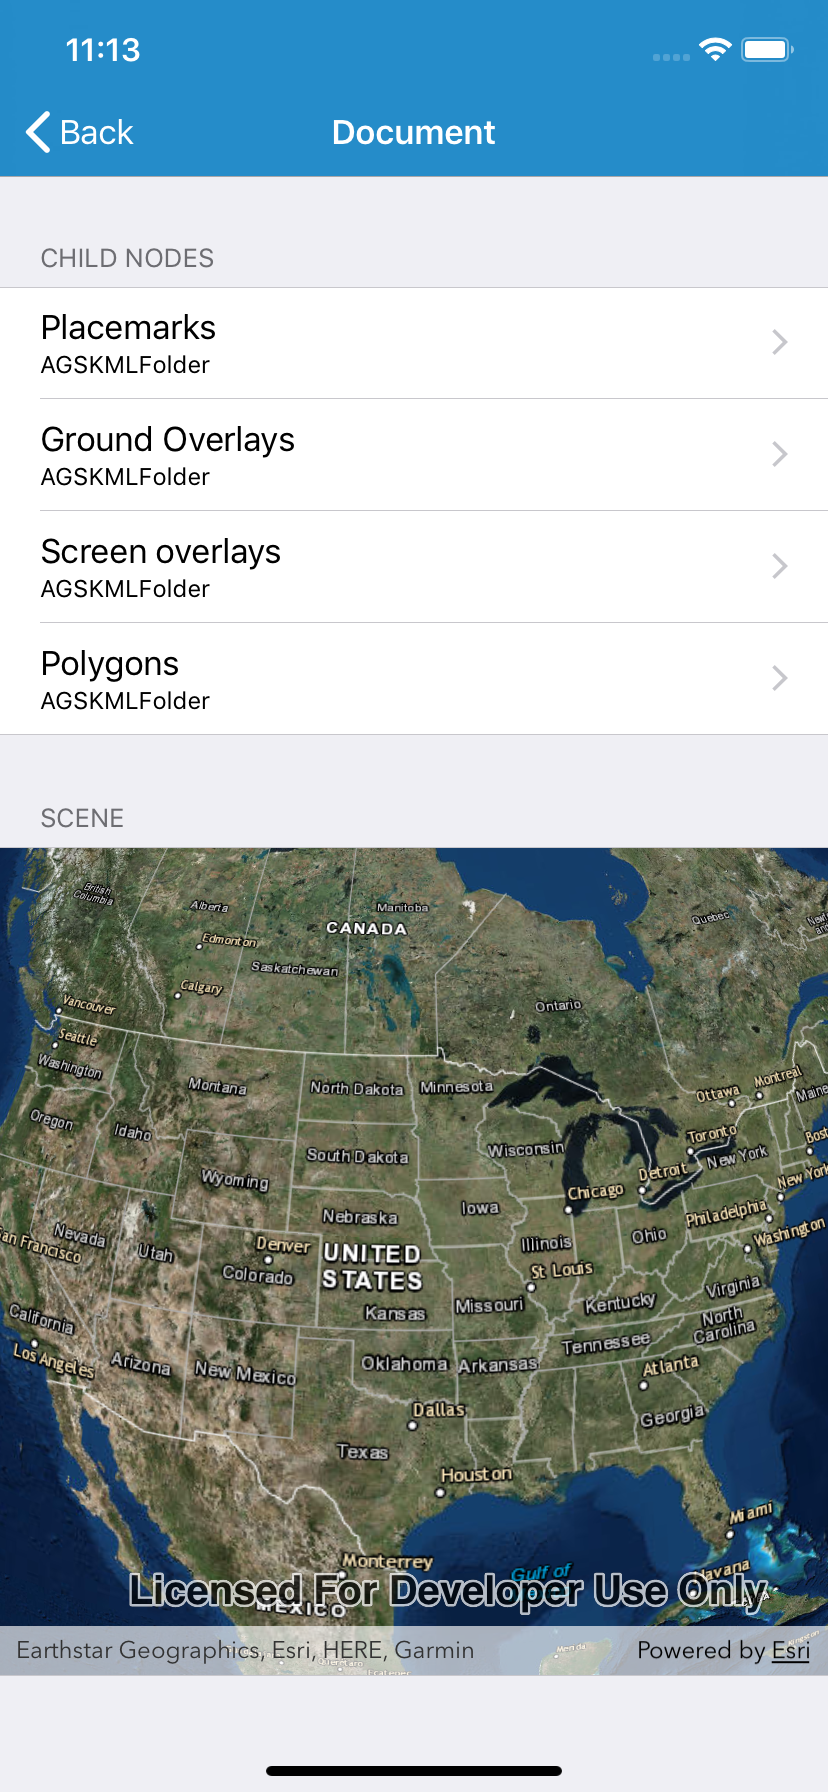 11:13
Back
Document
CHILD NODES
Placemarks
AGSKMLFolder
Ground Overlays
AGSKMLFolder
Screen overlays
AGSKMLFolder
Polygons
AGSKMLFolder
SCENE
British
Columbia
Alberta
Manitoba
CANADA
Quebec
Edmonton
Saskatchewan
Calgary
Ontario
Vancouver
Seattle
Washington
Montana
North Dakota
Minnesota
Ottawa
Montreal
Maine
Oregon
Idaho
Toronto
Bost
South Dakota
Wisconsin
New York
Wyoming
Detroit
Chicago
New York
Nebraska
Iowa
Philadelphia
Nevada
an Francisco
Utah
Denver
UNITED
STATES
Illinois
Ohio
Washington
Colorado
St Louis
Kansas
Missouri
Kentucky
Virginia
California
North
Carolina
Tennessee
Los Angeles
Arizona
New Mexico
Oklahoma
Arkansas
Atlanta
Dallas
Georgia
Texas
Houston
Miami
Monterrey
Gulf of
Havana
Licensed For Developer Use Only
MEXICO
Earthstar Geographics, Esri, HERE, Garmin
Powered by Esri
Merida